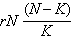 rN (N − K) / K